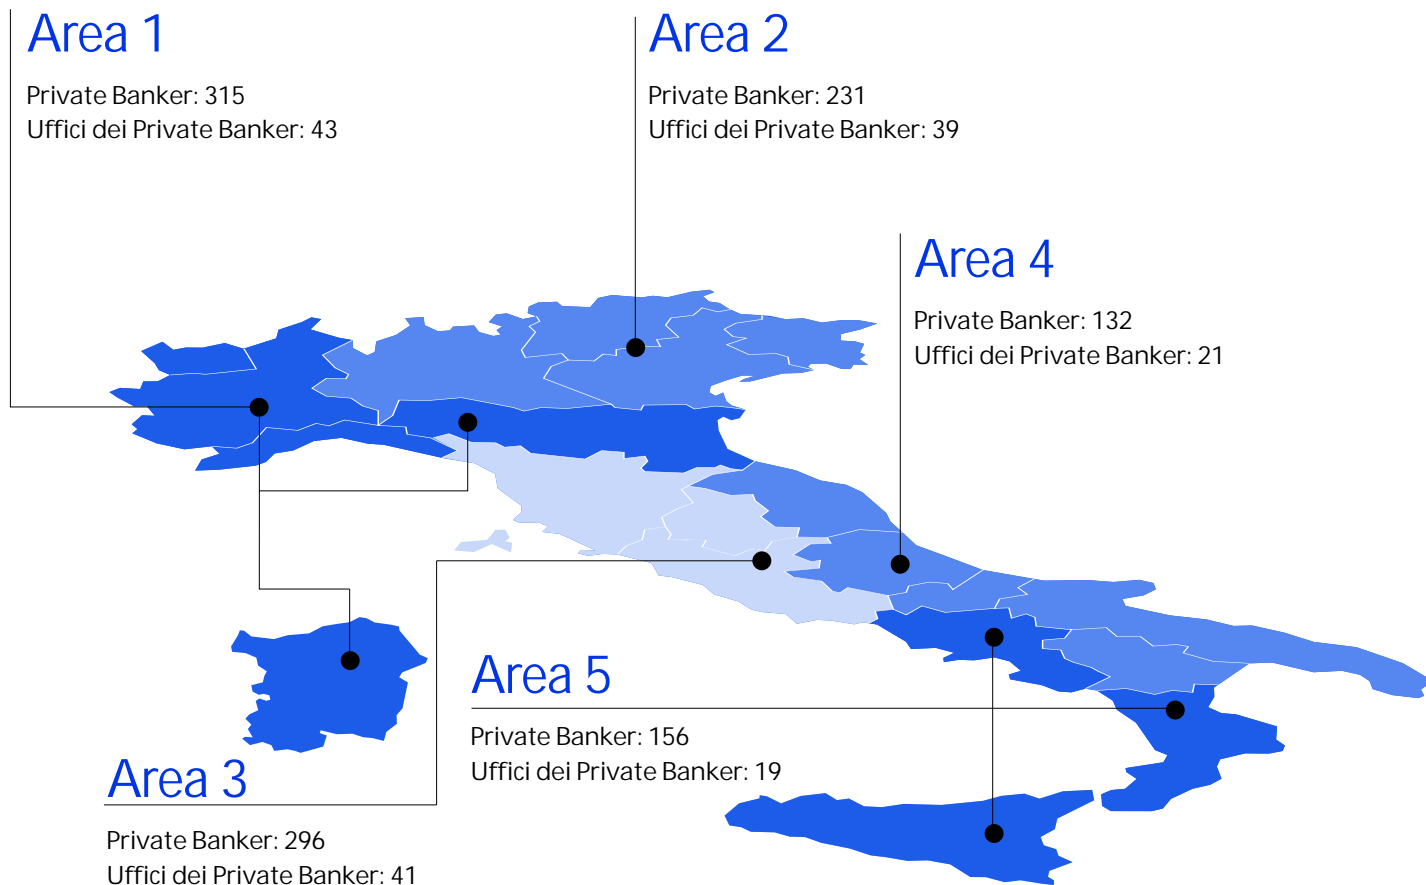 Area 1
Private Banker: 315
Uffici dei Private Banker: 43
Area 2
Private Banker: 231
Uffici dei Private Banker: 39
Area 4
Private Banker: 132
Uffici dei Private Banker: 21
Area 5
Private Banker: 156
Uffici dei Private Banker: 19
Area 3
Private Banker: 296
Uffici dei Private Banker: 41